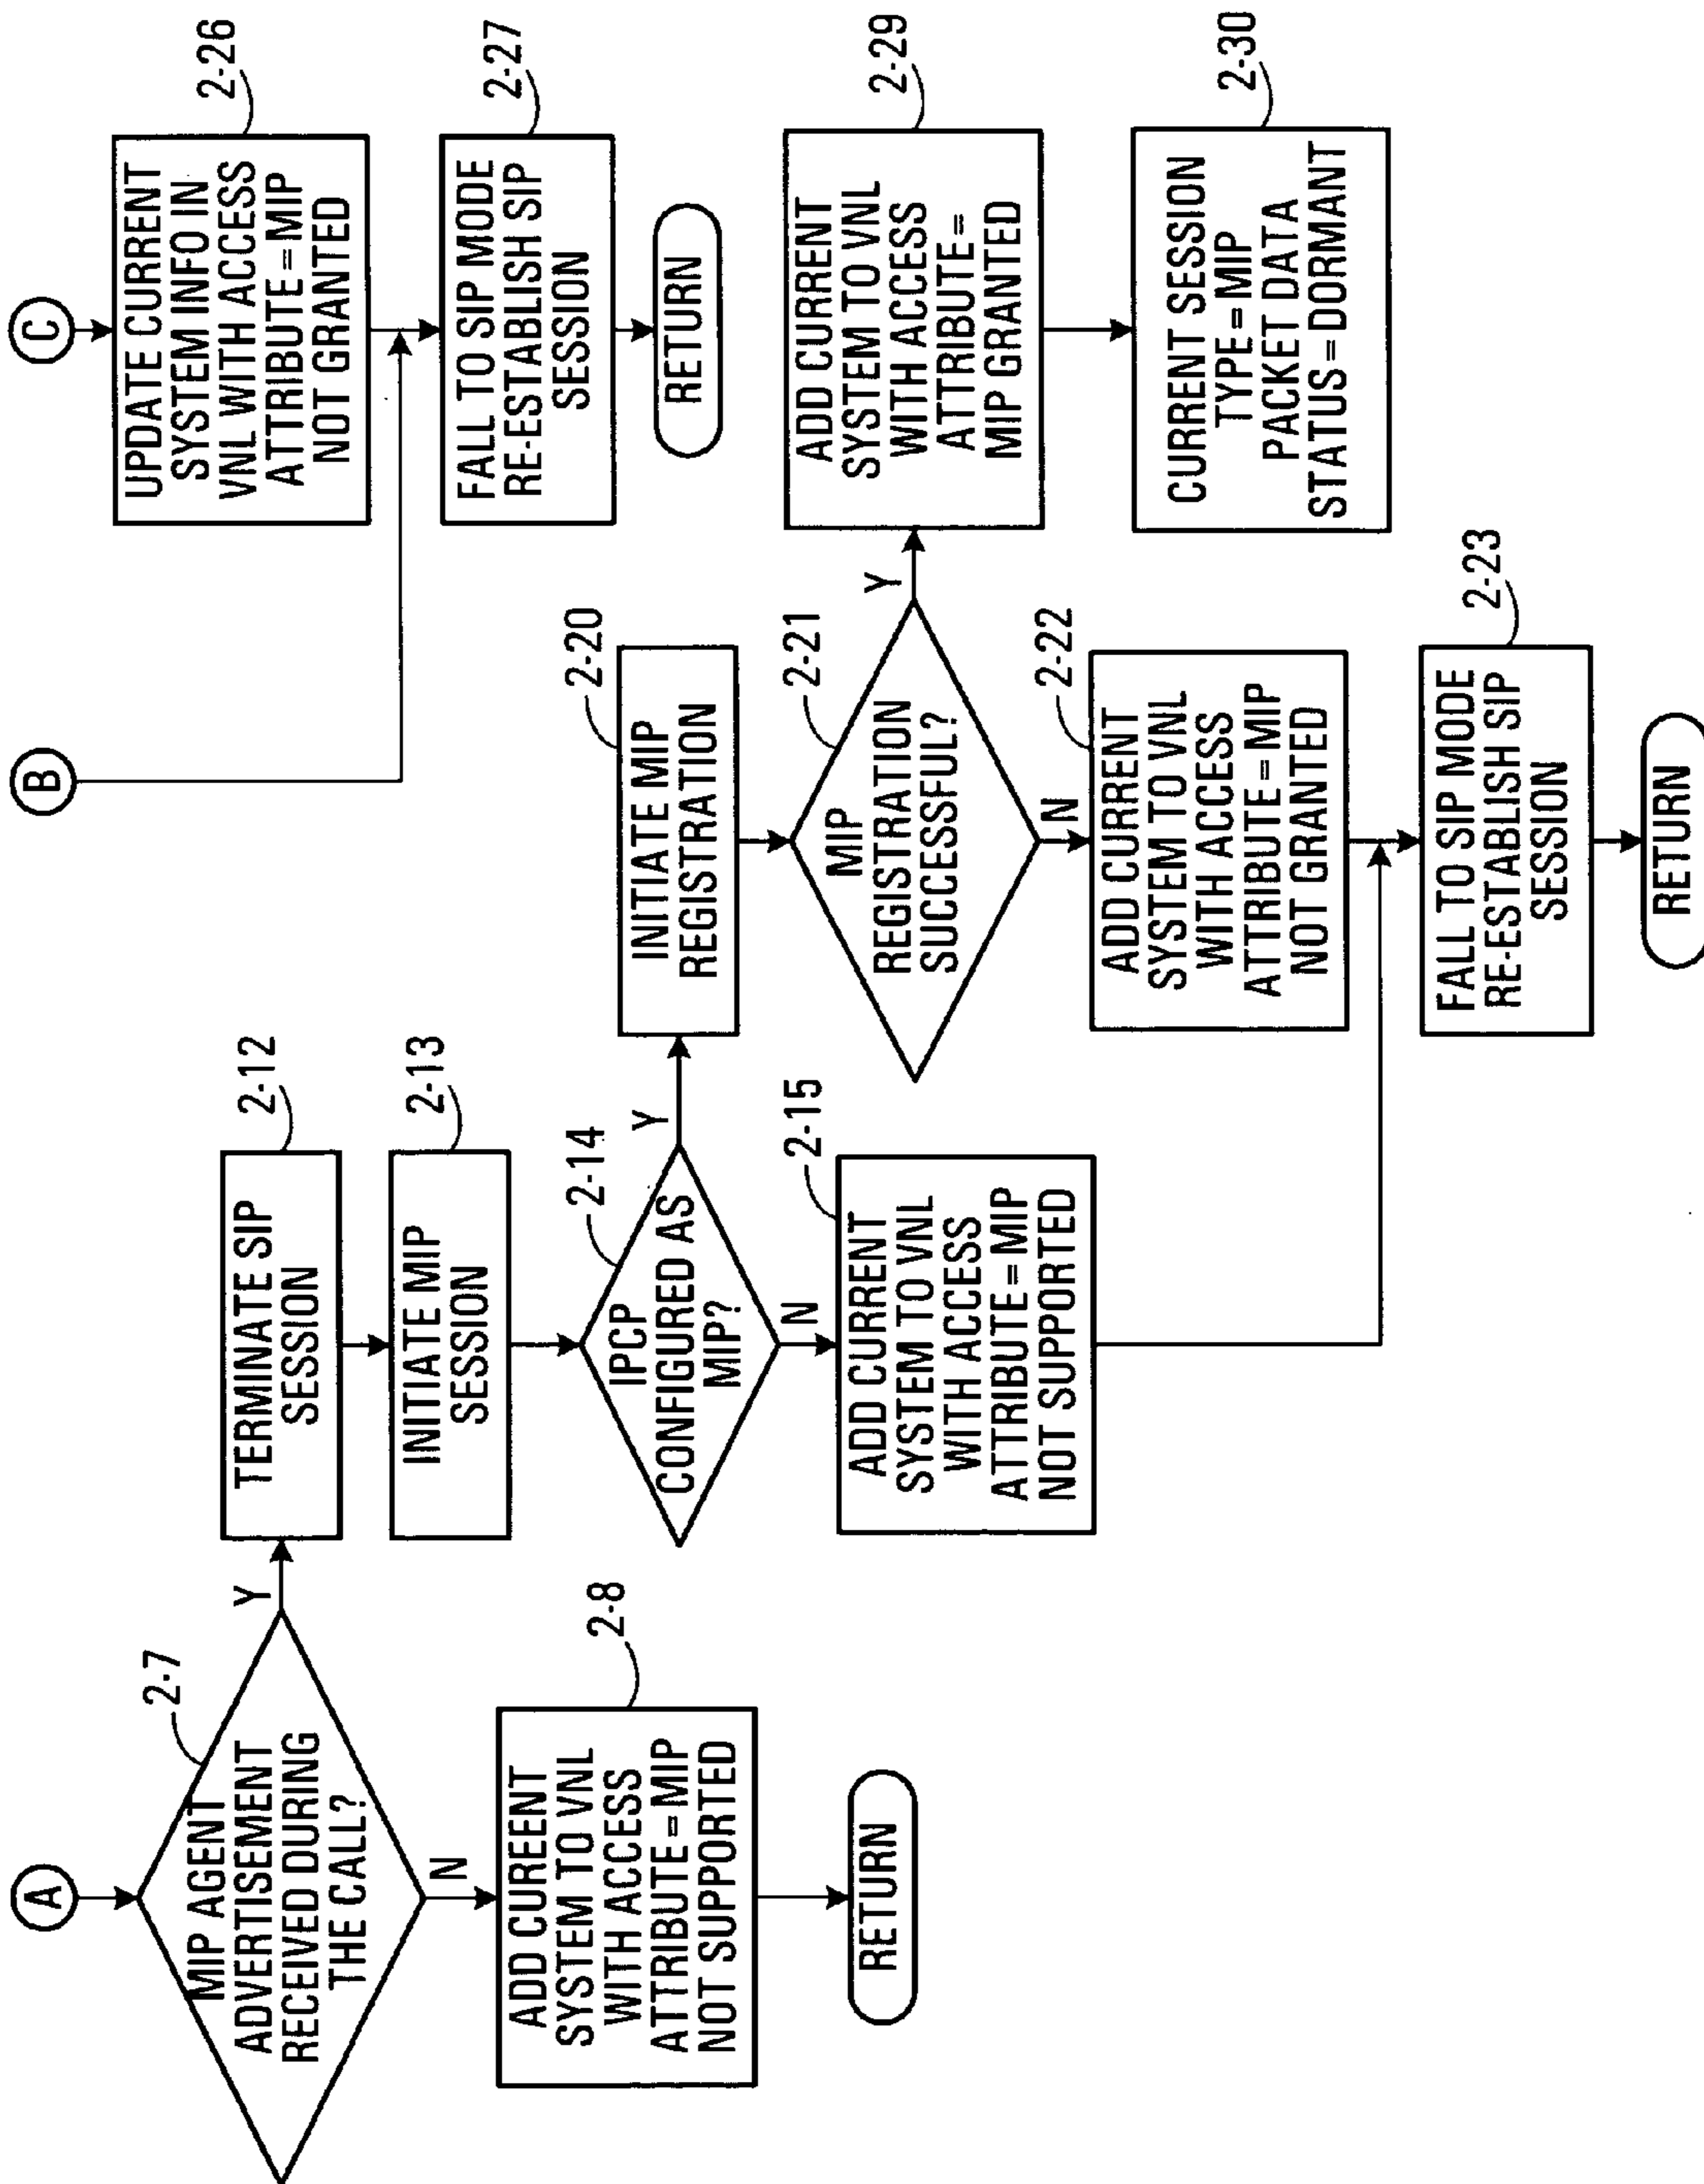 A
2-7
MIP AGENT
ADVERTISEMENT
RECEIVED DURING
THE CALL?
Y
N
2-8
ADD CUREENT
SYSTEM TO VNL
WITH ACCESS
ATTRIBUTE = MIP
NOT SUPPORTED
RETURN
2-12
TERMINATE SIP
SESSION
2-13
INITIATE MIP
SESSION
2-14
IPCP
CONFIGURED AS
MIP?
Y
N
2-15
ADD CURRENT
SYSTEM TO VNL
WITH ACCESS
ATTRIBUTE = MIP
NOT SUPPORTED
B
2-20
INITIATE MIP
REGISTRATION
2-21
MIP
REGISTRATION
SUCCESSFUL?
Y
N
2-22
ADD CURRENT
SYSTEM TO VNL
WITH ACCESS
ATTRIBUTE = MIP
NOT GRANTED
2-23
FALL TO SIP MODE
RE-ESTABLISH SIP
SESSION
RETURN
C
2-26
UPDATE CURRENT
SYSTEM INFO IN
VNL WITH ACCESS
ATTRIBUTE = MIP
NOT GRANTED
2-27
FALL TO SIP MODE
RE-ESTABLISH SIP
SESSION
RETURN
2-29
ADD CURRENT
SYSTEM TO VNL
WITH ACCESS
ATTRIBUTE =
MIP GRANTED
2-30
CURRENT SESSION
TYPE = MIP
PACKET DATA
STATUS = DORMANT